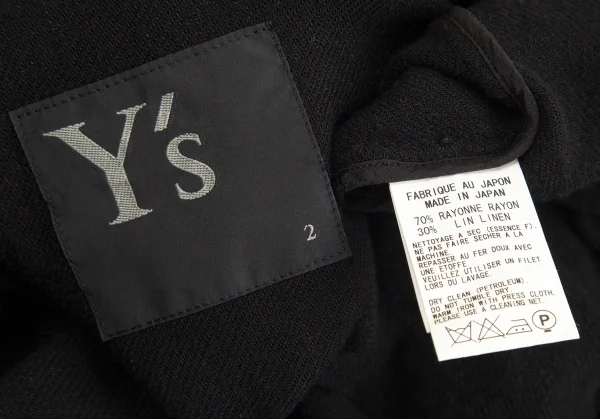 Y's
2
FABRIQUE AU JAPON
MADE IN JAPAN
70% RAYONNE RAYON
30% LIN LINEN
NETTOYAGE A SEC (ESSENCE F).
NE PAS FAIRE SECHER A LA
MACHINE
REPASSER AU FER DOUX AVEC
UNE ETOFFE.
VEUILLEZ UTILISER UN FILET
LORS DU LAVAGE.
DRY CLEAN (PETROLEUM).
DO NOT TUMBLE DRY
WARM IRON WITH PRESS CLOTH
PLEASE USE A CLEANING NET.
P